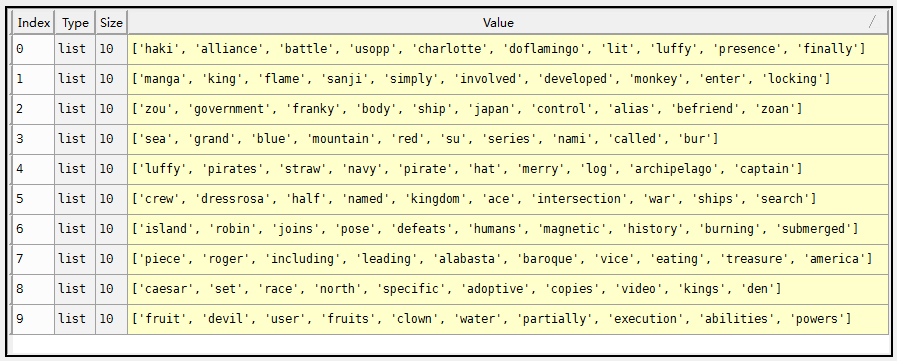 Index Type Size Value
0 list 10 ['haki', 'alliance', 'battle', 'usopp', 'charlotte', 'doflamingo', 'lit', 'luffy', 'presence', 'finally']
1 list 10 ['manga', 'king', 'flame', 'sanji', 'simply', 'involved', 'developed', 'monkey', 'enter', 'locking']
2 list 10 ['zou', 'government', 'franky', 'body', 'ship', 'japan', 'control', 'alias', 'befriend', 'zoan']
3 list 10 ['sea', 'grand', 'blue', 'mountain', 'red', 'su', 'series', 'nami', 'called', 'bur']
4 list 10 ['luffy', 'pirates', 'straw', 'navy', 'pirate', 'hat', 'merry', 'log', 'archipelago', 'captain']
5 list 10 ['crew', 'dressrosa', 'half', 'named', 'kingdom', 'ace', 'intersection', 'war', 'ships', 'search']
6 list 10 ['island', 'robin', 'joins', 'pose', 'defeats', 'humans', 'magnetic', 'history', 'burning', 'submerged']
7 list 10 ['piece', 'roger', 'including', 'leading', 'alabasta', 'baroque', 'vice', 'eating', 'treasure', 'america']
8 list 10 ['caesar', 'set', 'race', 'north', 'specific', 'adoptive', 'copies', 'video', 'kings', 'den']
9 list 10 ['fruit', 'devil', 'user', 'fruits', 'clown', 'water', 'partially', 'execution', 'abilities', 'powers']